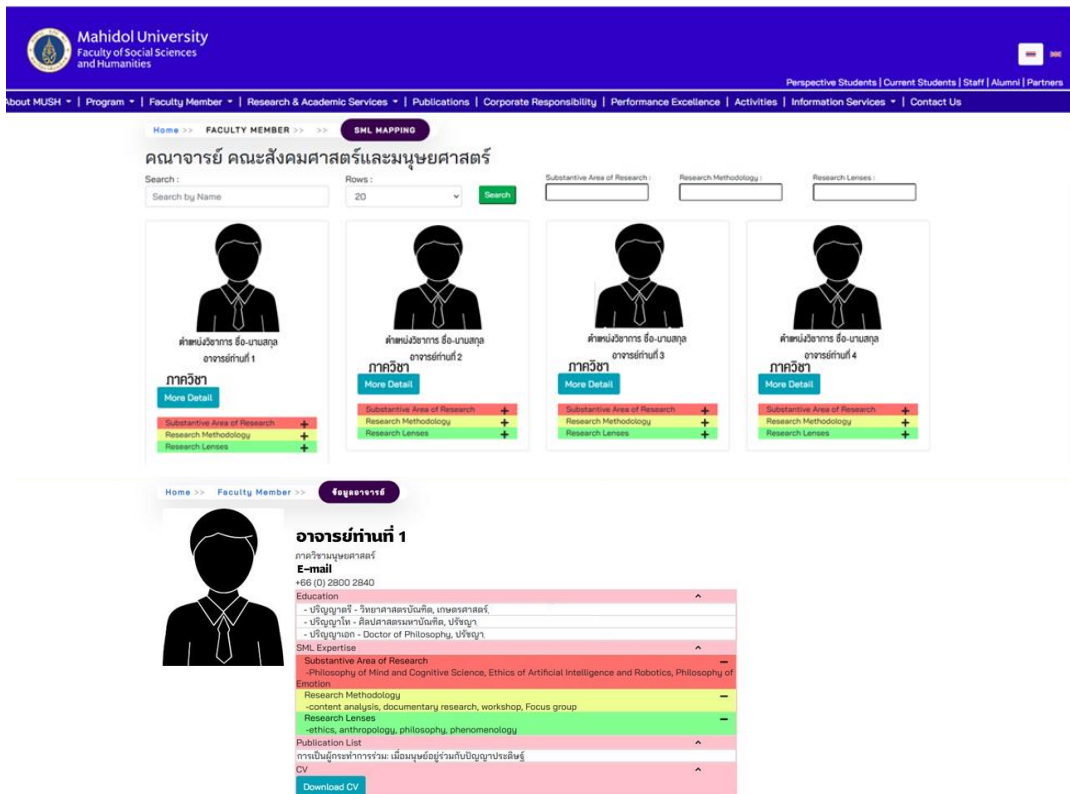 Mahidol University
Faculty of Social Sciences
and Humanities
Perspective Students | Current Students | Staff | Alumni | Partners
About MUSH | Program | Faculty Member | Research & Academic Services | Publications | Corporate Responsibility | Performance Excellence | Activities | Information Services | Contact Us
Home >> FACULTY MEMBER >> >> SML MAPPING
คณาจารย์ คณะสังคมศาสตร์และมนุษยศาสตร์
Search : Rows : Substantive Area of Research : Research Methodology : Research Lenses :
Search by Name 20 Search
ตำแหน่งวิชาการ ชื่อ-นามสกุล
อาจารย์ท่านที่ 1
ภาควิชา
More Detail
Substantive Area of Research +
Research Methodology +
Research Lenses +
ตำแหน่งวิชาการ ชื่อ-นามสกุล
อาจารย์ท่านที่ 2
ภาควิชา
More Detail
Substantive Area of Research +
Research Methodology +
Research Lenses +
ตำแหน่งวิชาการ ชื่อ-นามสกุล
อาจารย์ท่านที่ 3
ภาควิชา
More Detail
Substantive Area of Research +
Research Methodology +
Research Lenses +
ตำแหน่งวิชาการ ชื่อ-นามสกุล
อาจารย์ท่านที่ 4
ภาควิชา
More Detail
Substantive Area of Research +
Research Methodology +
Research Lenses +
Home >> Faculty Member >> ข้อมูลอาจารย์
อาจารย์ท่านที่ 1
ภาควิชามนุษยศาสตร์
E-mail
+66 (0) 2800 2840
Education
- ปริญญาตรี - วิทยาศาสตรบัณฑิต, เกษตรศาสตร์,
- ปริญญาโท - ศิลปศาสตรมหาบัณฑิต, ปรัชญา,
- ปริญญาเอก - Doctor of Philosophy, ปรัชญา,
SML Expertise
Substantive Area of Research
-Philosophy of Mind and Cognitive Science, Ethics of Artificial Intelligence and Robotics, Philosophy of
Emotion
Research Methodology
-content analysis, documentary research, workshop, Focus group
Research Lenses
-ethics, anthropology, philosophy, phenomenology
Publication List
การเป็นผู้กระทำการร่วม: เมื่อมนุษย์อยู่ร่วมกับปัญญาประดิษฐ์
CV
Download CV